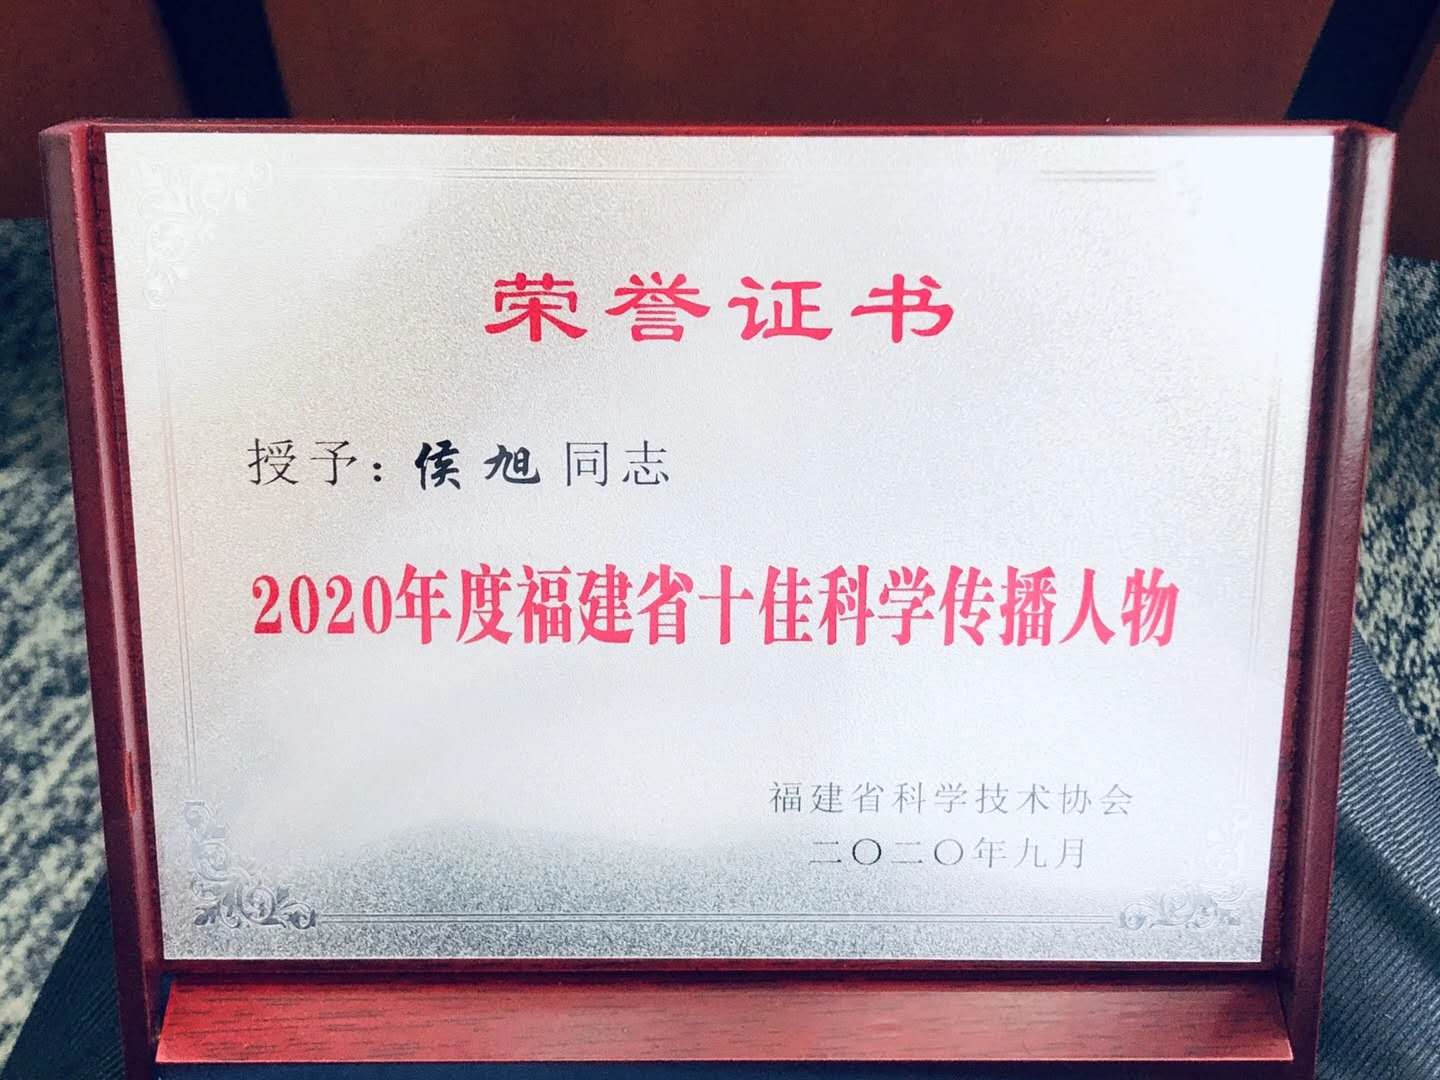 荣誉证书
授予：侯旭同志
2020年度福建省十佳科学传播人物
福建省科学技术协会
二〇二〇年九月